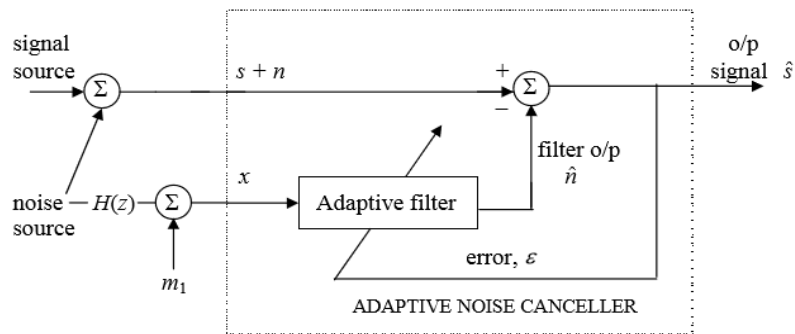 signal
source
Σ
s + n
+
−
Σ
o/p
signal ŝ
filter o/p
n̂
noise
source
H(z)
Σ
x
Adaptive filter
m₁
error, ε
ADAPTIVE NOISE CANCELLER